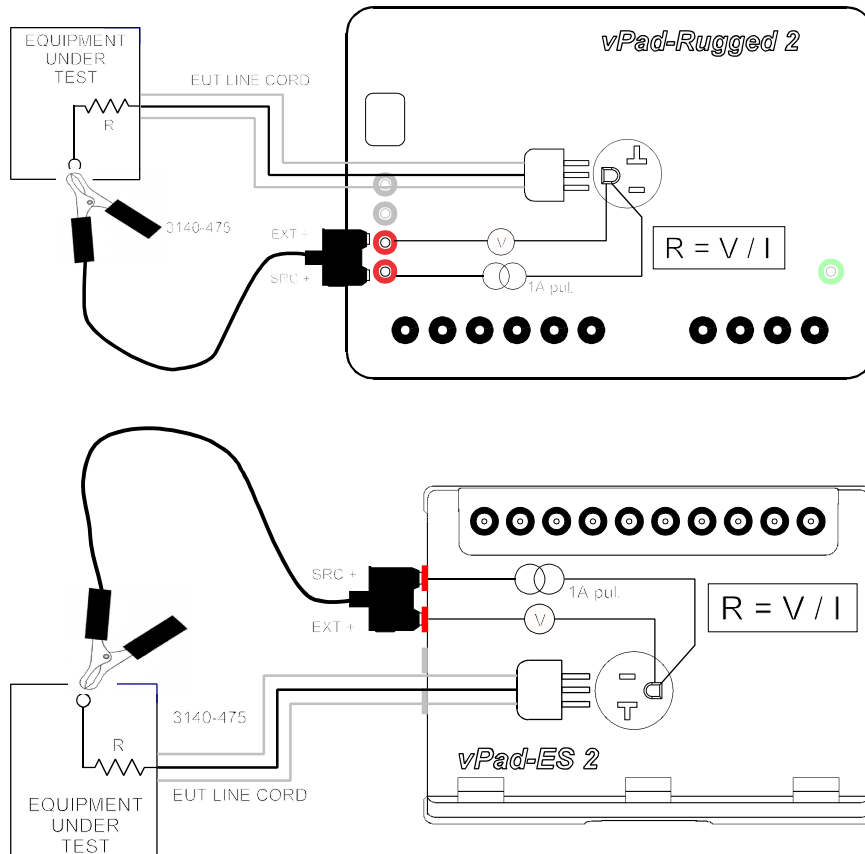 EQUIPMENT
UNDER
TEST
R
EUT LINE CORD
vPad-Rugged 2
3140-475
EXT +
SRC +
V
1A pul.
R = V / I
SRC +
EXT +
1A pul.
V
R = V / I
3140-475
R
EUT LINE CORD
vPad-ES 2
EQUIPMENT
UNDER
TEST